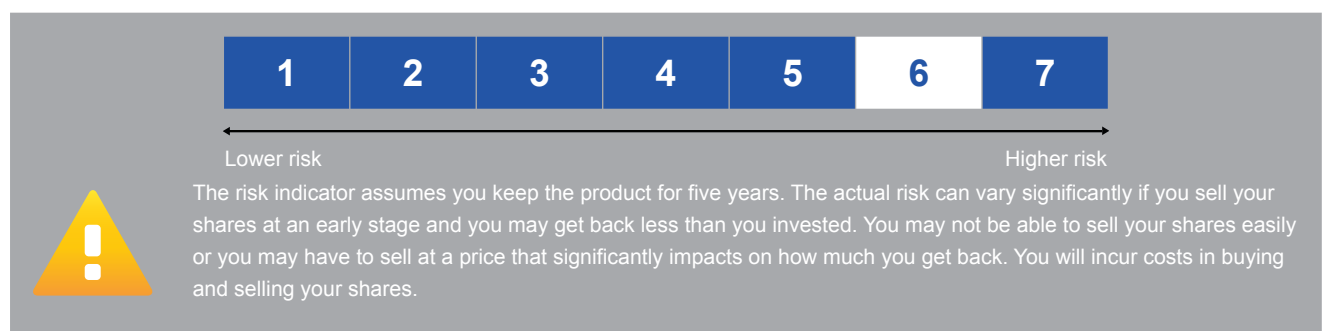 1 2 3 4 5 6 7
Lower risk Higher risk
The risk indicator assumes you keep the product for five years. The actual risk can vary significantly if you sell your
shares at an early stage and you may get back less than you invested. You may not be able to sell your shares easily
or you may have to sell at a price that significantly impacts on how much you get back. You will incur costs in buying
and selling your shares.